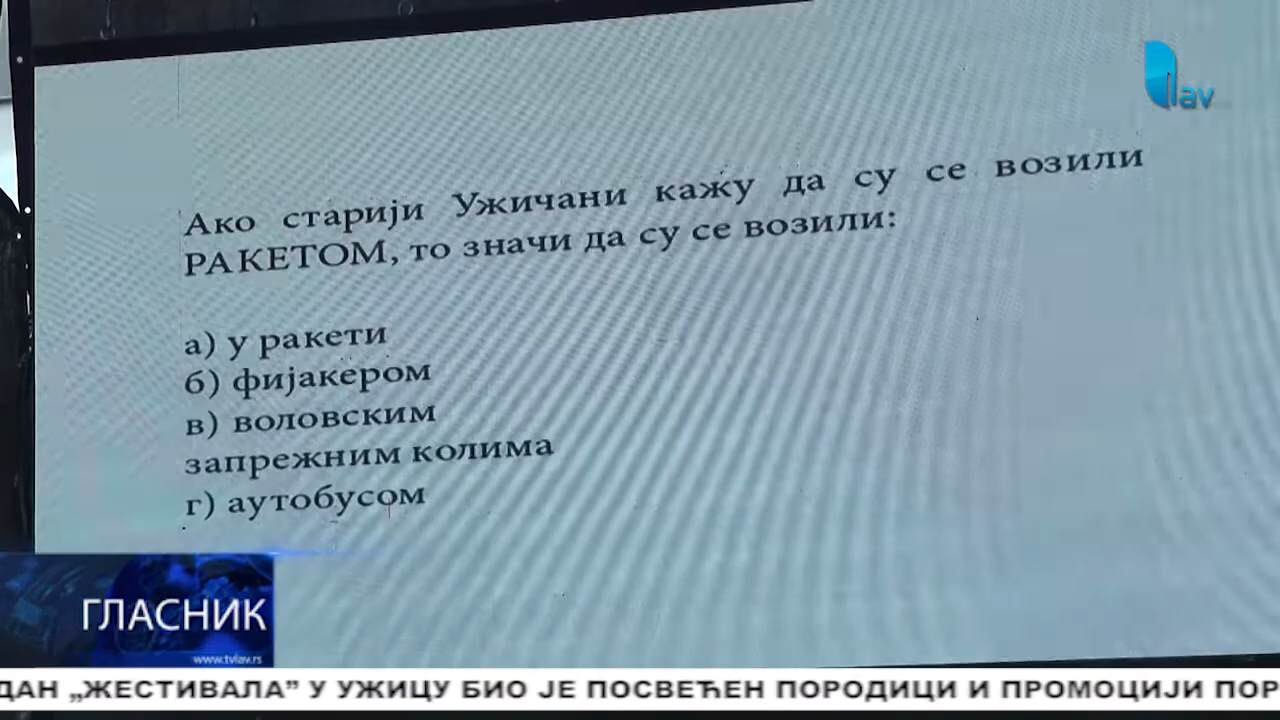 lav
Ако старији Ужичани кажу да су се возили
РАКЕТОМ, то значи да су се возили:
а) у ракети
б) фијакером
в) воловским
запрежним колима
г) аутобусом
ГЛАСНИК
www.tvlav.rs
ДАН „ЖЕСТИВАЛА” У УЖИЦУ БИО ЈЕ ПОСВЕЋЕН ПОРОДИЦИ И ПРОМОЦИЈИ ПОР